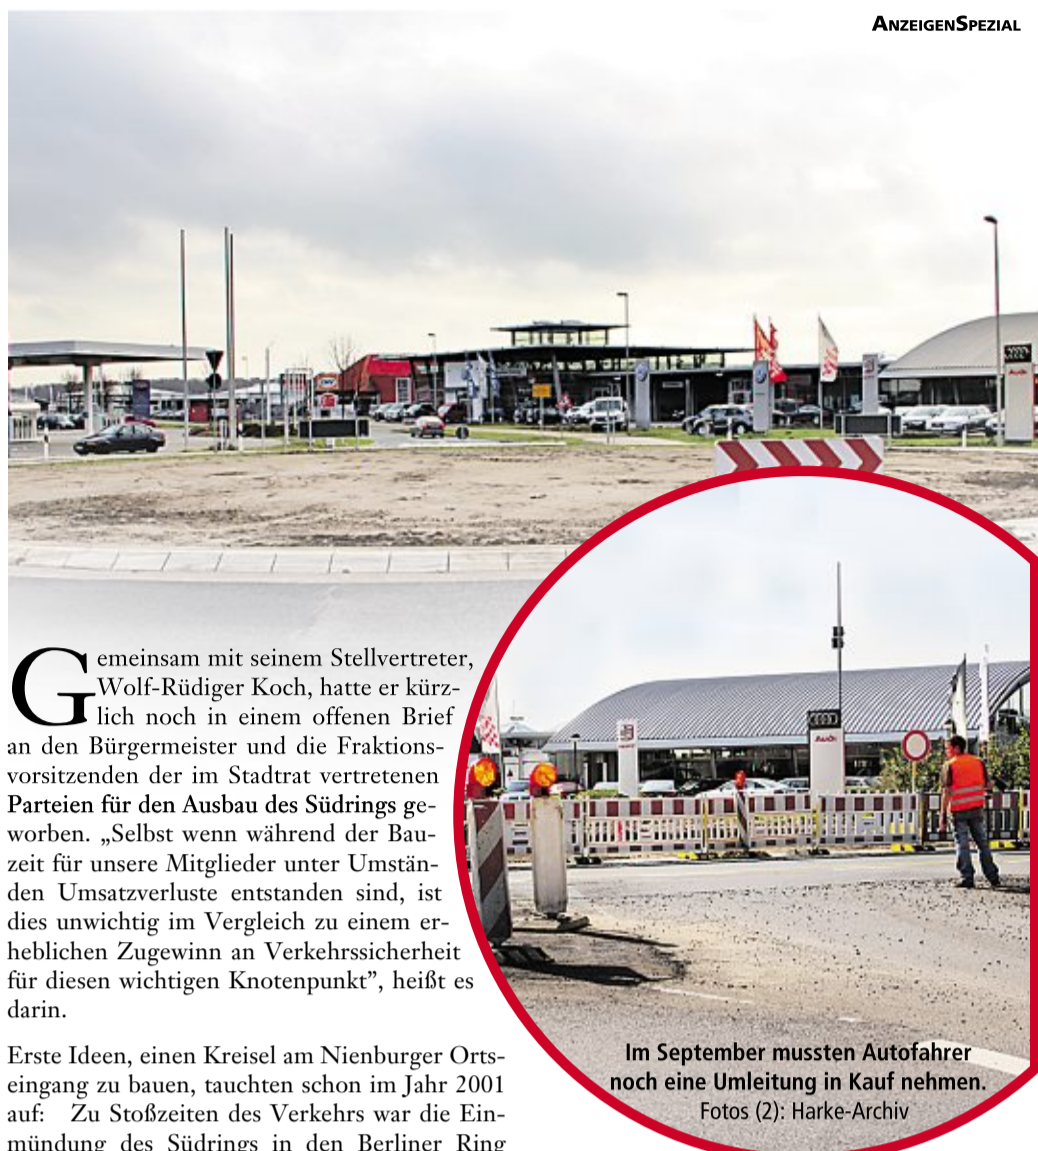 ANZEIGENSPEZIAL
Gemeinsam mit seinem Stellvertreter,
Wolf-Rüdiger Koch, hatte er kürz-
lich noch in einem offenen Brief
an den Bürgermeister und die Fraktions-
vorsitzenden der im Stadtrat vertretenen
Parteien für den Ausbau des Südrings ge-
worben. „Selbst wenn während der Bau-
zeit für unsere Mitglieder unter Umstän-
den Umsatzverluste entstanden sind, ist
dies unwichtig im Vergleich zu einem er-
heblichen Zugewinn an Verkehrssicherheit
für diesen wichtigen Knotenpunkt”, heißt es
darin.
Erste Ideen, einen Kreisel am Nienburger Orts-
eingang zu bauen, tauchten schon im Jahr 2001
auf: Zu Stoßzeiten des Verkehrs war die Ein-
mündung des Südrings in den Berliner Ring
Audi
Audi
Im September mussten Autofahrer
noch eine Umleitung in Kauf nehmen.
Fotos (2): Harke-Archiv